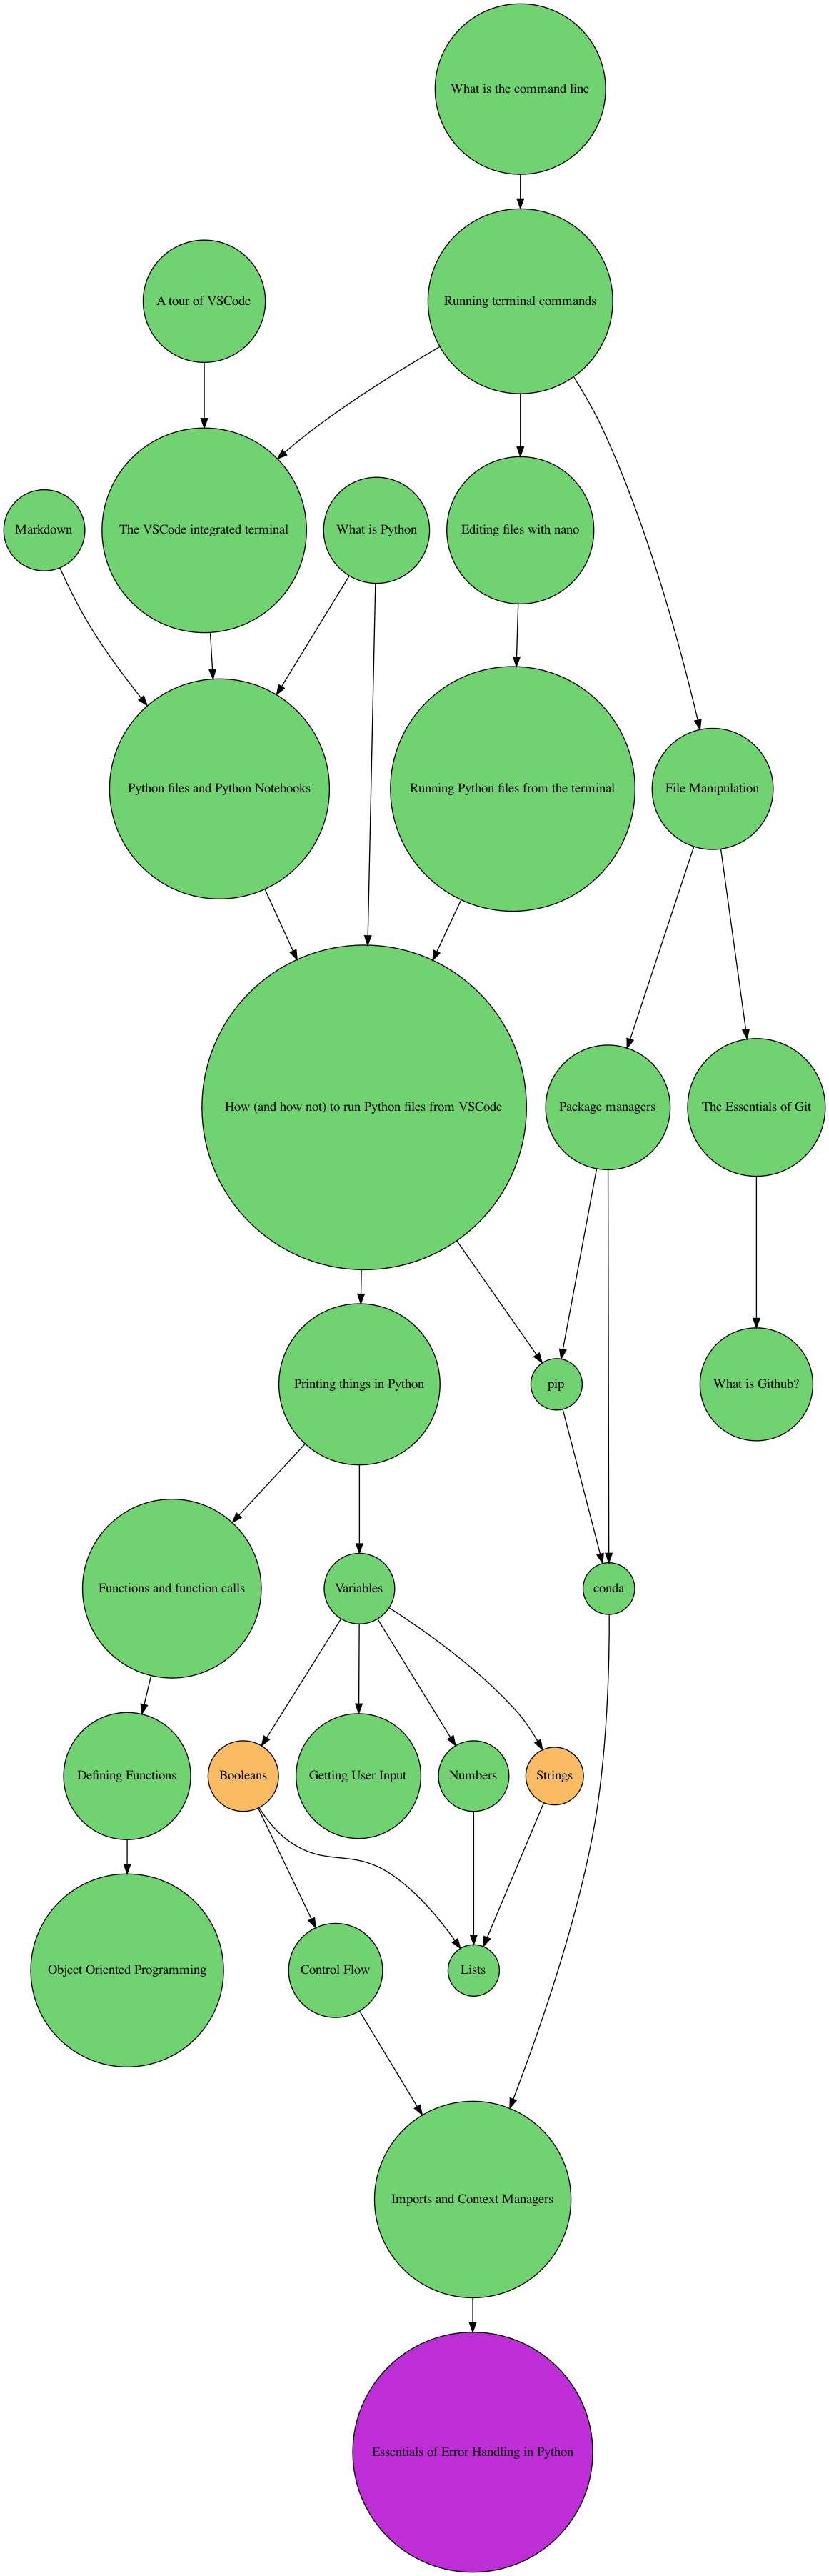 What is the command line
A tour of VSCode
Running terminal commands
Markdown
The VSCode integrated terminal
What is Python
Editing files with nano
Python files and Python Notebooks
Running Python files from the terminal
File Manipulation
How (and how not) to run Python files from VSCode
Package managers
The Essentials of Git
Printing things in Python
pip
What is Github?
Functions and function calls
Variables
conda
Defining Functions
Booleans
Getting User Input
Numbers
Strings
Object Oriented Programming
Control Flow
Lists
Imports and Context Managers
Essentials of Error Handling in Python